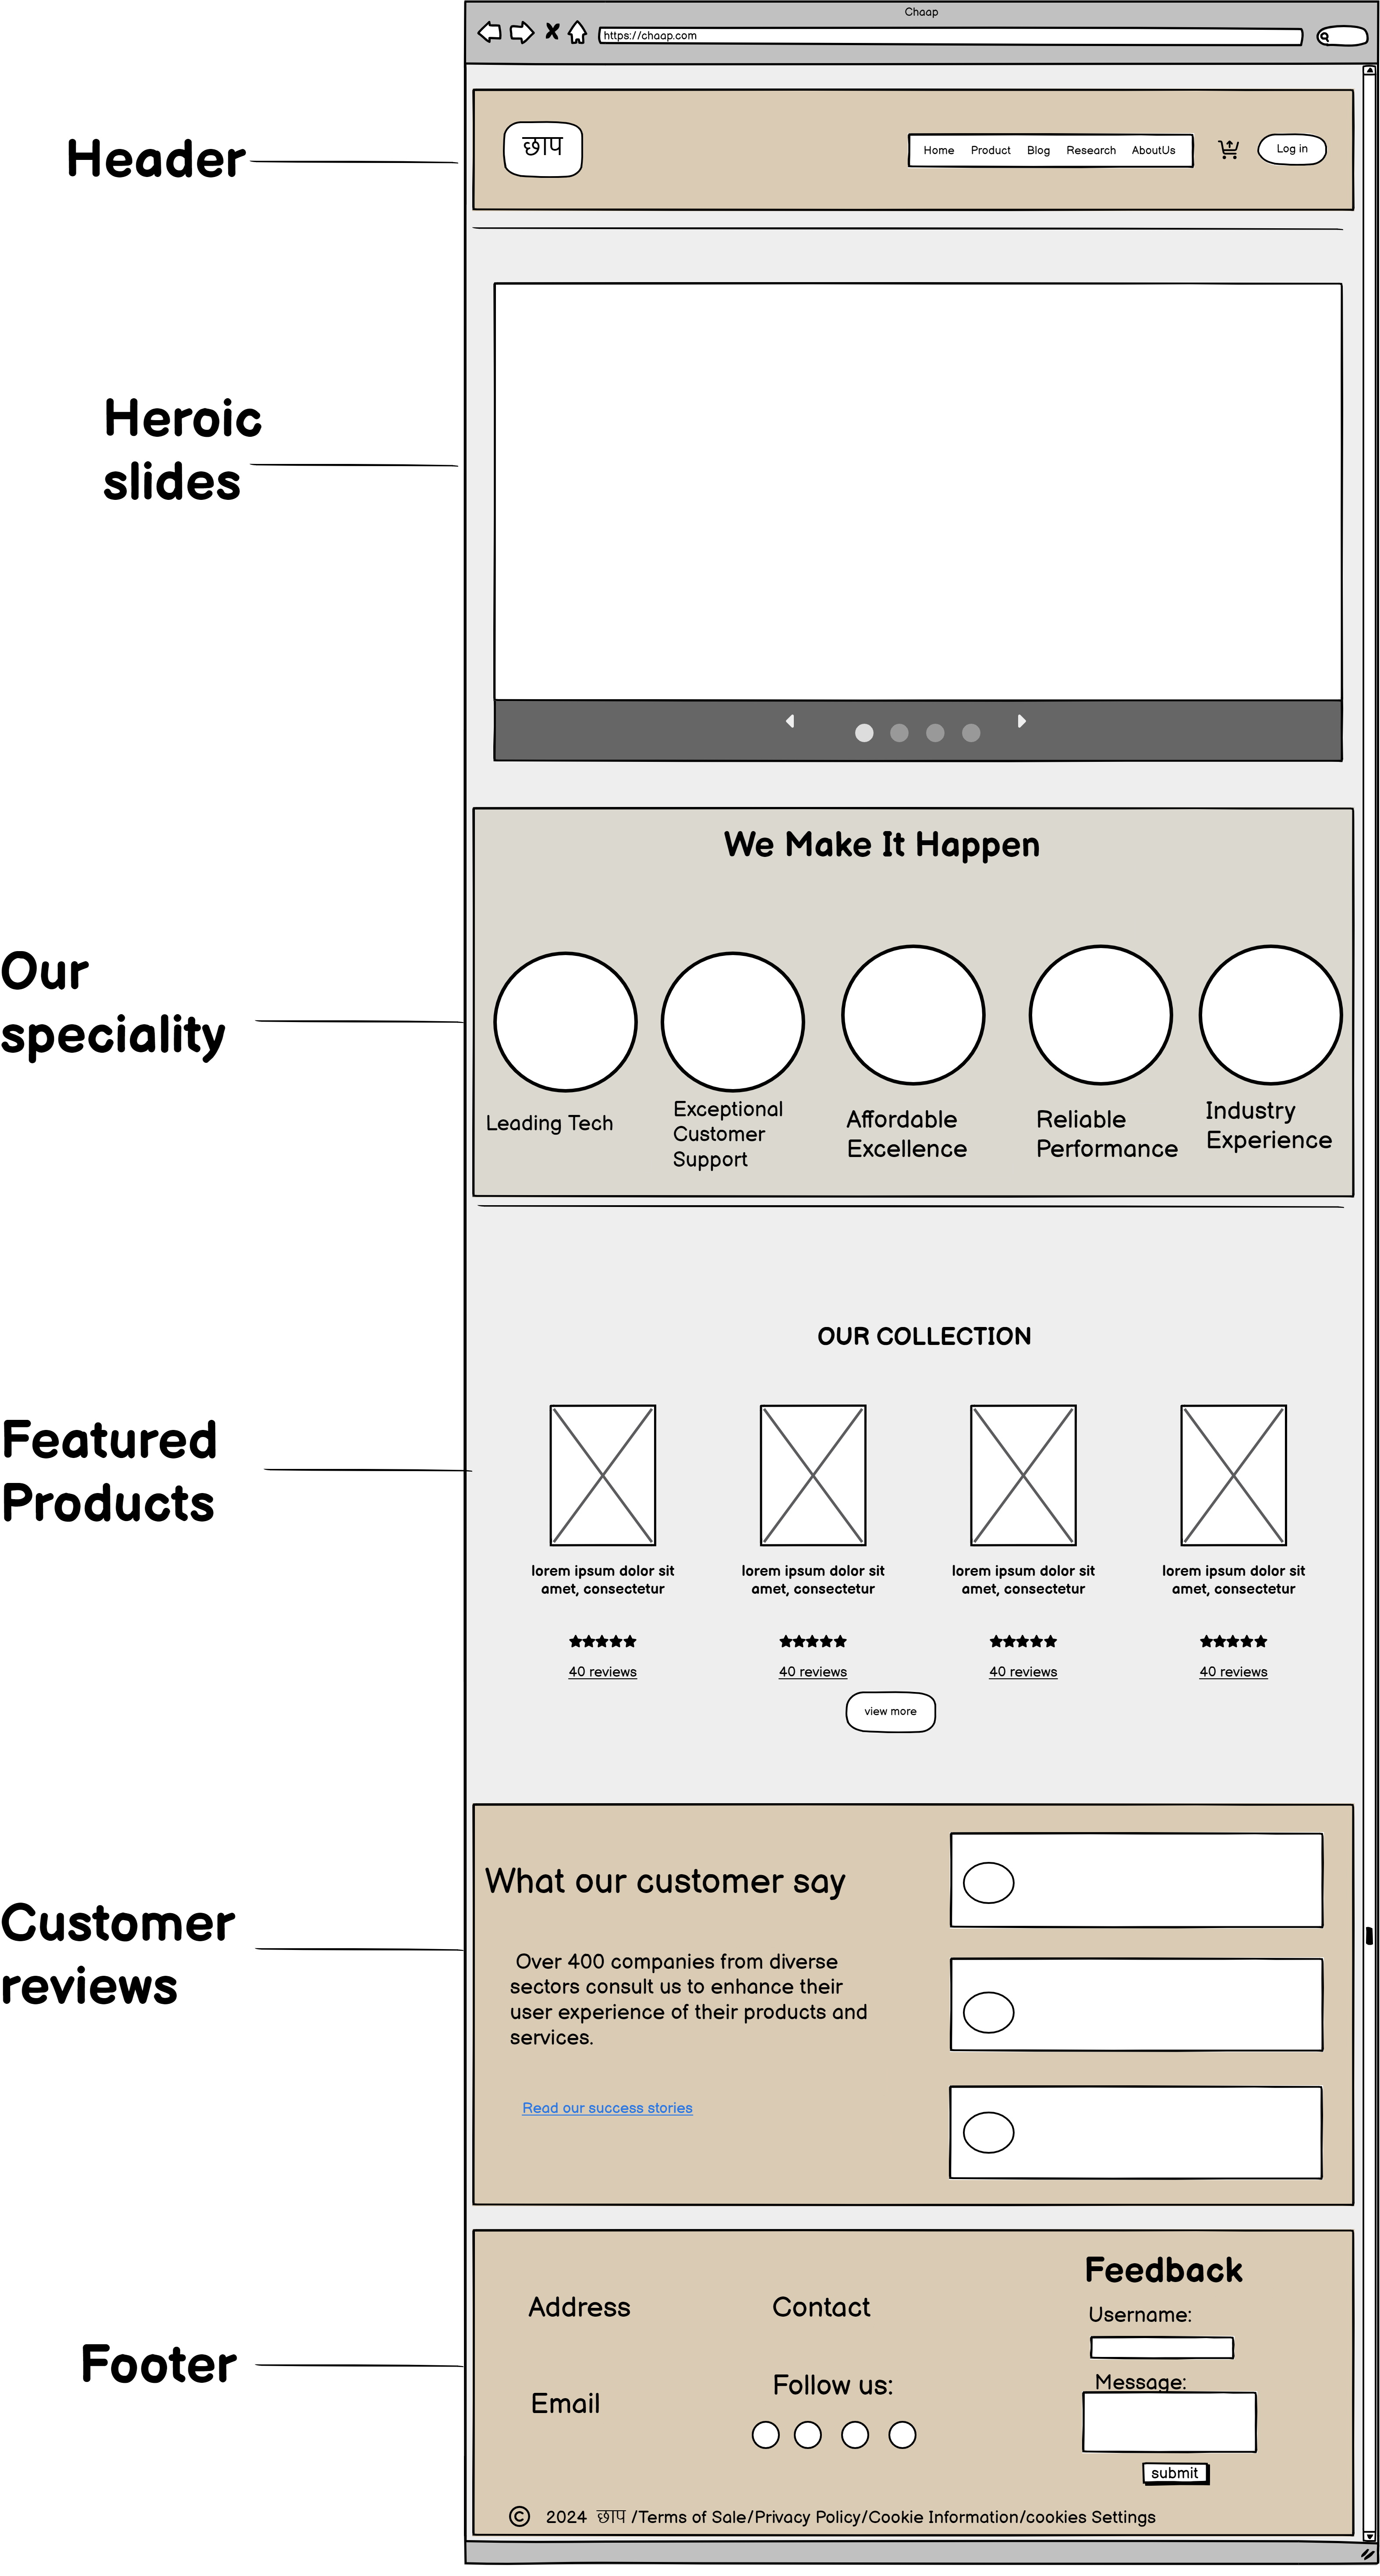 Chaap
https://chaap.com
Header
छाप
Home Product Blog Research AboutUs
Log in
Heroic
slides
We Make It Happen
Our
speciality
Leading Tech
Exceptional
Customer
Support
Affordable
Excellence
Reliable
Performance
Industry
Experience
OUR COLLECTION
Featured
Products
lorem ipsum dolor sit
amet, consectetur
40 reviews
lorem ipsum dolor sit
amet, consectetur
40 reviews
lorem ipsum dolor sit
amet, consectetur
40 reviews
lorem ipsum dolor sit
amet, consectetur
40 reviews
view more
Customer
reviews
What our customer say
Over 400 companies from diverse
sectors consult us to enhance their
user experience of their products and
services.
Read our success stories
Footer
Address
Email
Contact
Follow us:
Feedback
Username:
Message:
submit
© 2024 छाप /Terms of Sale/Privacy Policy/Cookie Information/cookies Settings